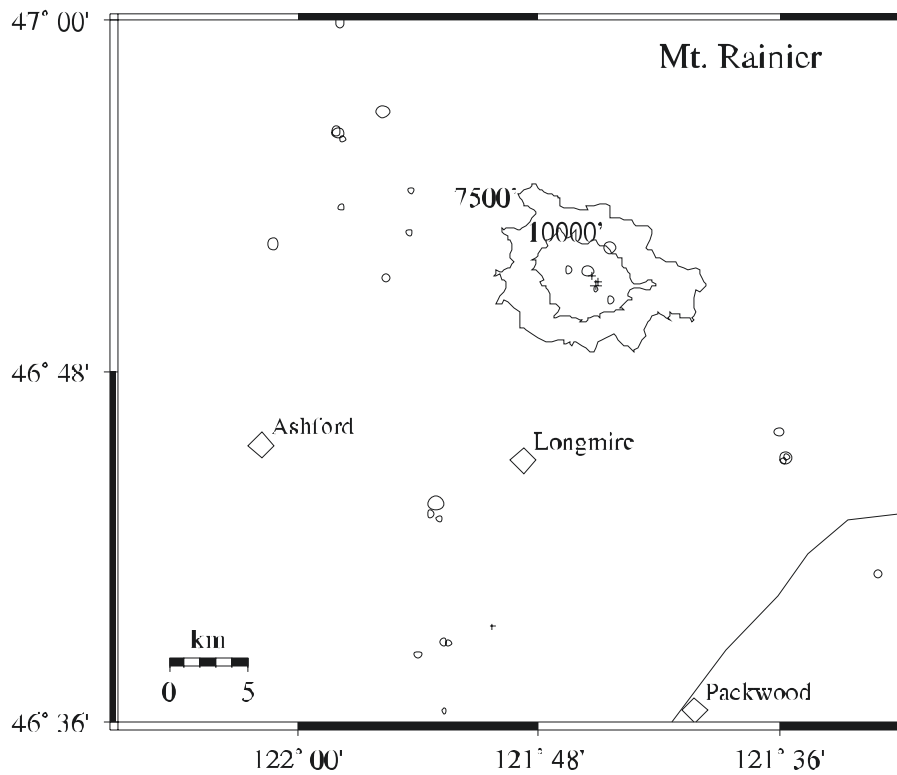 47° 00'
Mt. Rainier
7500'
10000'
46° 48'
Ashford
Longmire
km
0 5
Packwood
46° 36'
122° 00' 121° 48' 121° 36'